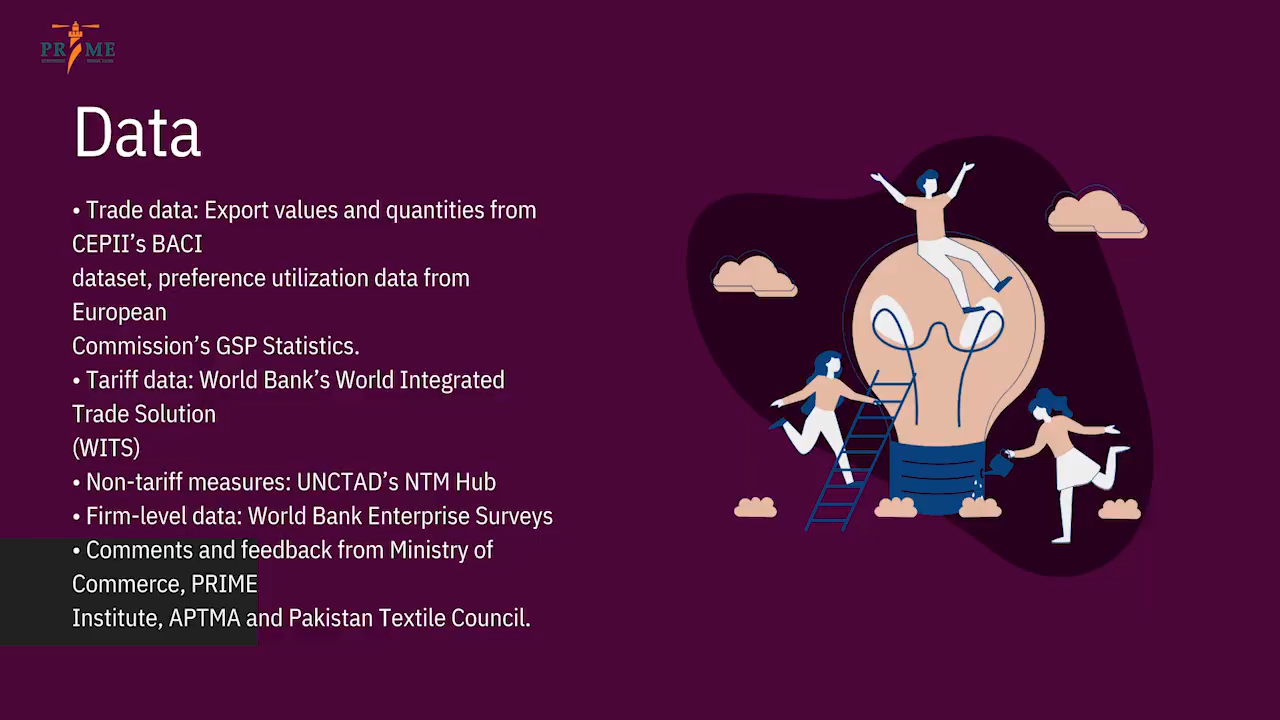 PRIME
Data
• Trade data: Export values and quantities from
CEPII’s BACI
dataset, preference utilization data from
European
Commission’s GSP Statistics.
• Tariff data: World Bank’s World Integrated
Trade Solution
(WITS)
• Non-tariff measures: UNCTAD’s NTM Hub
• Firm-level data: World Bank Enterprise Surveys
• Comments and feedback from Ministry of
Commerce, PRIME
Institute, APTMA and Pakistan Textile Council.